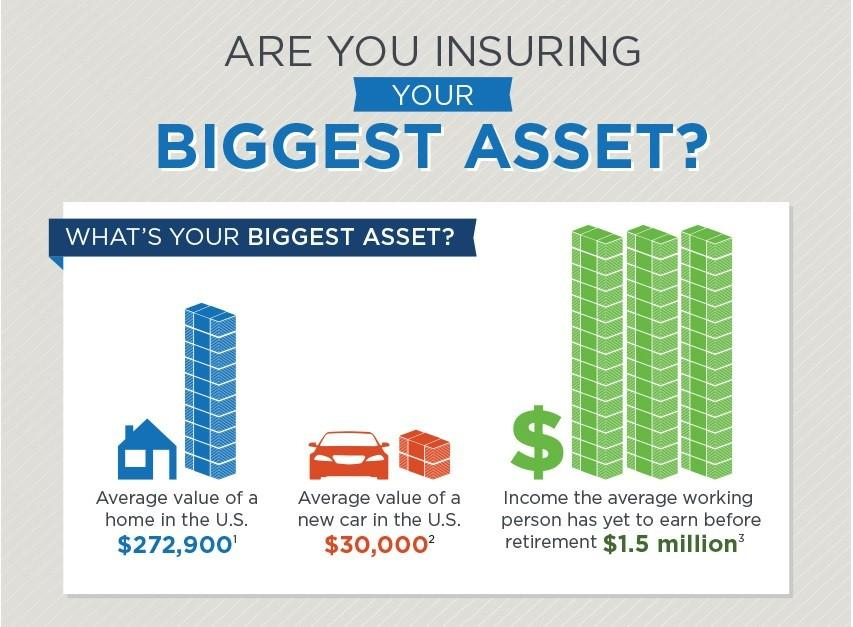 ARE YOU INSURING
YOUR
BIGGEST ASSET?
WHAT'S YOUR BIGGEST ASSET?
Average value of a
home in the U.S.
$272,900¹
Average value of a
new car in the U.S.
$30,000²
$
Income the average working
person has yet to earn before
retirement $1.5 million³